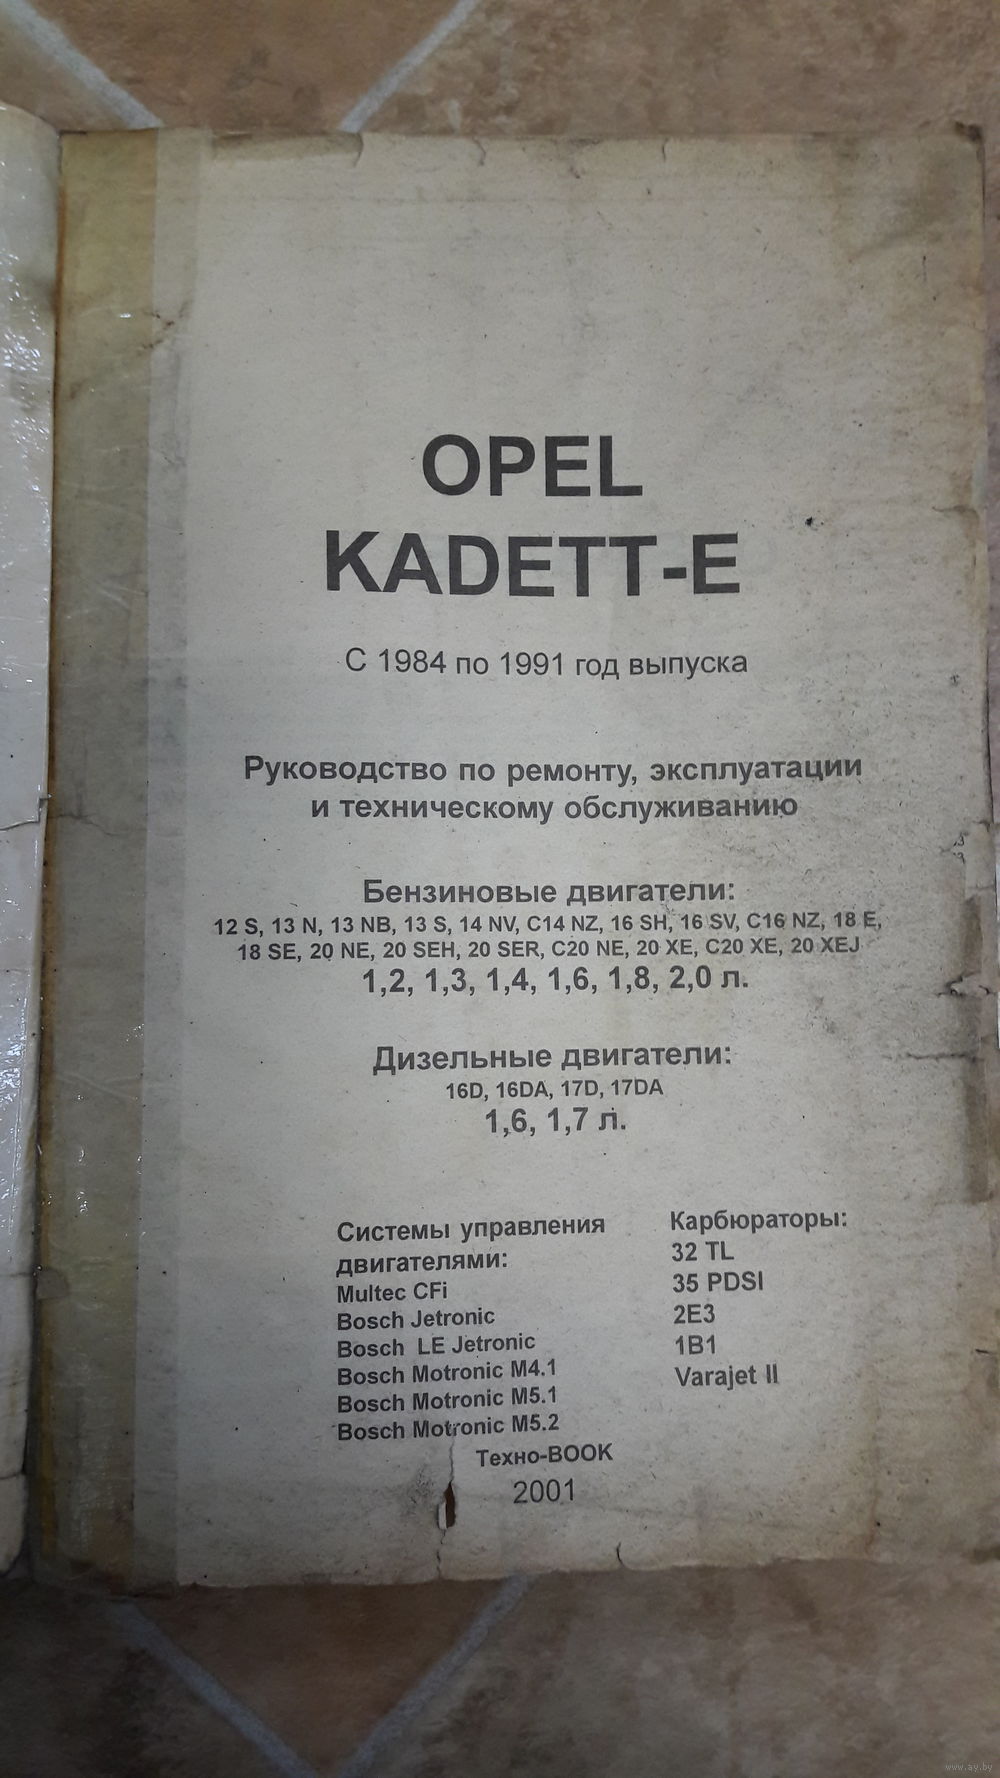 OPEL
KADETT-E
С 1984 по 1991 год выпуска
Руководство по ремонту, эксплуатации
и техническому обслуживанию
Бензиновые двигатели:
12 S, 13 N, 13 NB, 13 S, 14 NV, C14 NZ, 16 SH, 16 SV, C16 NZ, 18 E,
18 SE, 20 NE, 20 SEH, 20 SER, C20 NE, 20 XE, C20 XE, 20 XEJ
1,2, 1,3, 1,4, 1,6, 1,8, 2,0 л.
Дизельные двигатели:
16D, 16DA, 17D, 17DA
1,6, 1,7 л.
Системы управления
двигателями:
Multec CFi
Bosch Jetronic
Bosch LE Jetronic
Bosch Motronic M4.1
Bosch Motronic M5.1
Bosch Motronic M5.2
Карбюраторы:
32 TL
35 PDSI
2E3
1B1
Varajet II
Техно-BOOK
2001
www.ay.by